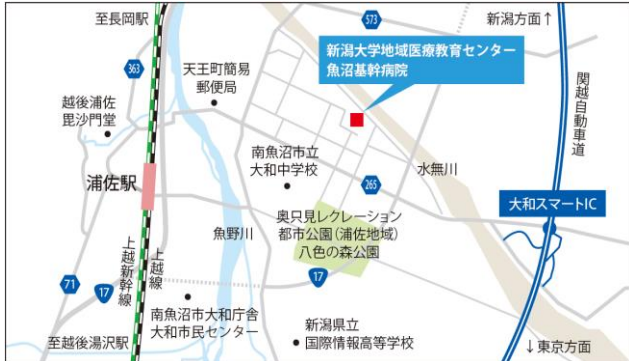 至長岡駅
573
新潟方面↑
新潟大学地域医療教育センター
魚沼基幹病院
363
天王町簡易
郵便局
関越自動車道
越後浦佐
毘沙門堂
南魚沼市立
大和中学校
水無川
浦佐駅
265
大和スマートIC
奥只見レクレーション
都市公園(浦佐地域)
八色の森公園
魚野川
上越新幹線
上越線
17
71
17
南魚沼市大和庁舎
大和市民センター
新潟県立
国際情報高等学校
至越後湯沢駅
↓東京方面